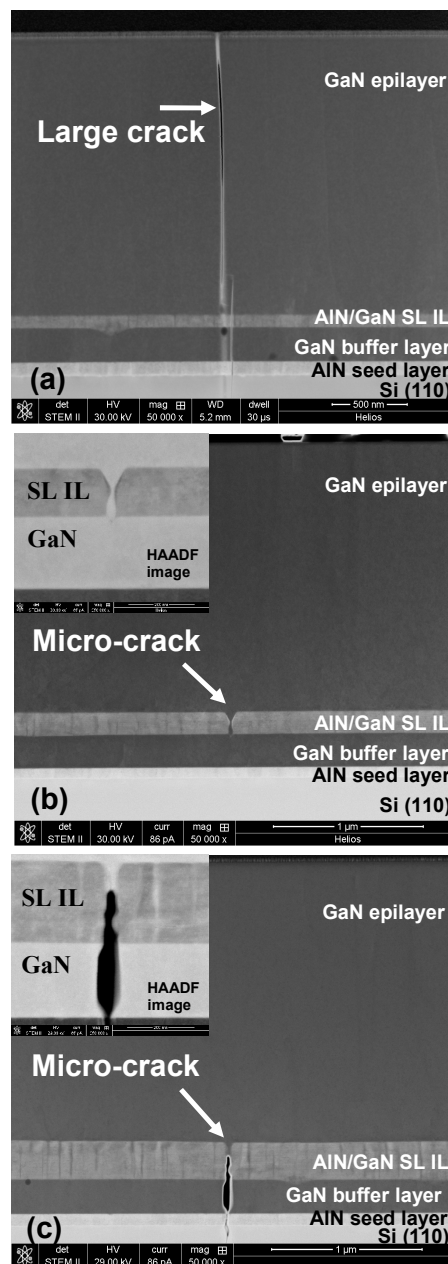 GaN epilayer
Large crack
AlN/GaN SL IL
GaN buffer layer
AlN seed layer
(a)
Si (110)
det HV mag WD dwell
STEM II 30.00 kV 50 000 x 5.2 mm 30 µs
500 nm
Helios
SL IL
GaN
HAADF
image
GaN epilayer
Micro-crack
AlN/GaN SL IL
GaN buffer layer
AlN seed layer
(b)
Si (110)
det HV curr mag
STEM II 30.00 kV 86 pA 50 000 x
1 µm
Helios
SL IL
GaN
HAADF
image
GaN epilayer
Micro-crack
AlN/GaN SL IL
GaN buffer layer
AlN seed layer
(c)
Si (110)
det HV curr mag
STEM II 29.00 kV 86 pA 50 000 x
1 µm
Helios